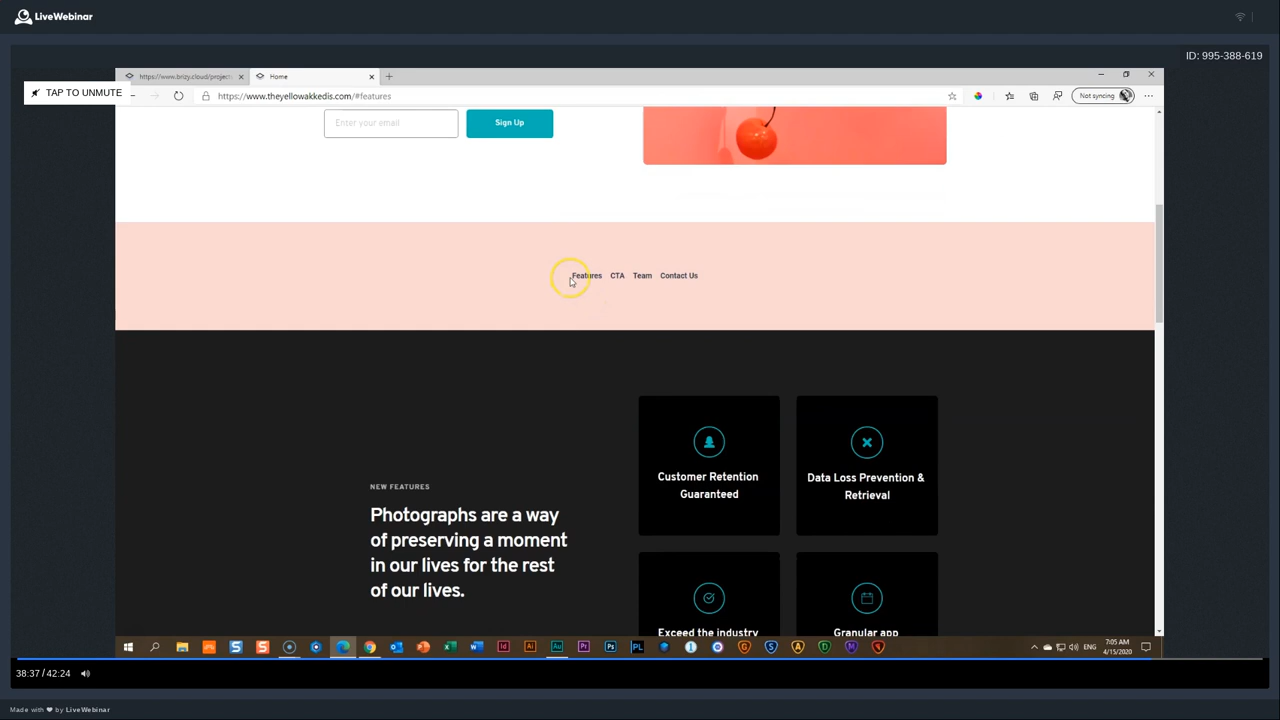 LiveWebinar
ID: 995-388-619
https://www.brizy.cloud/project
Home
TAP TO UNMUTE
https://www.theyellowakkedis.com/#features
Not syncing
Enter your email
Sign Up
Features CTA Team Contact Us
NEW FEATURES
Photographs are a way
of preserving a moment
in our lives for the rest
of our lives.
Customer Retention
Guaranteed
Data Loss Prevention &
Retrieval
Exceed the industry
Granular app
ENG
7:05 AM
4/15/2020
38:37 / 42:24
Made with ❤ by LiveWebinar